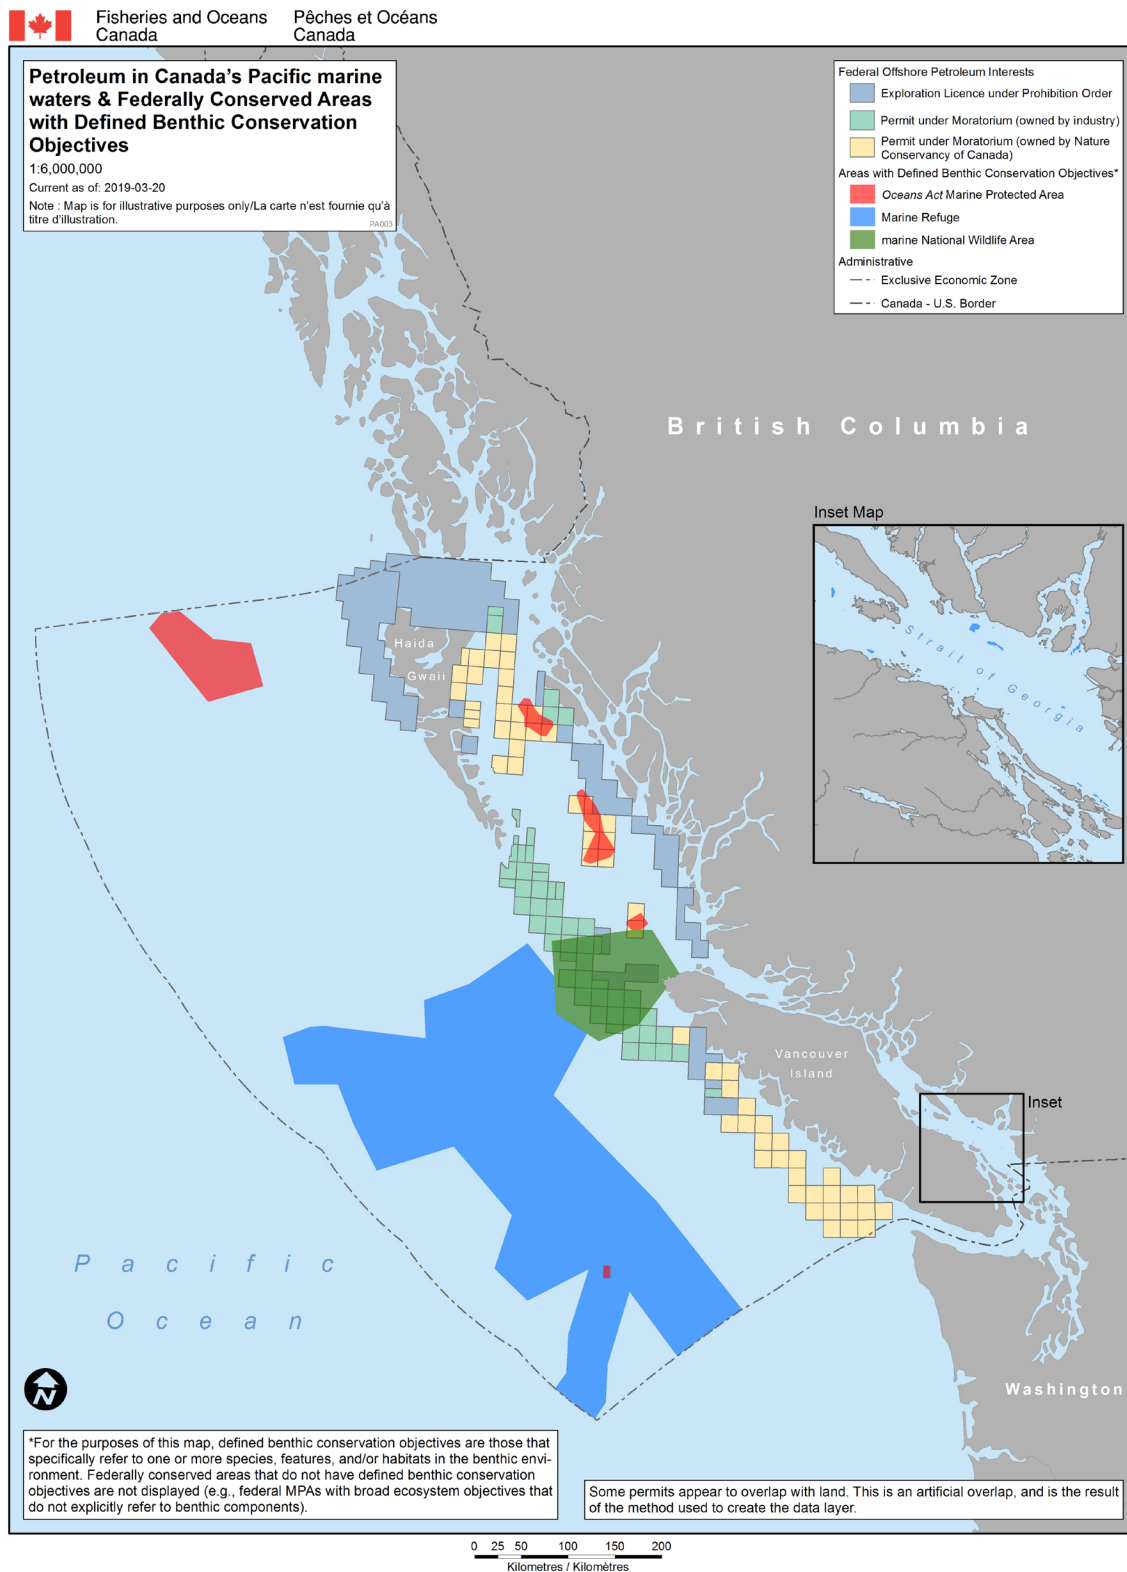 Fisheries and Oceans
Canada
Pêches et Océans
Canada
Petroleum in Canada's Pacific marine
waters & Federally Conserved Areas
with Defined Benthic Conservation
Objectives
1:6,000,000
Current as of: 2019-03-20
Note : Map is for illustrative purposes only/La carte n'est fournie qu'à
titre d'illustration.
PA003
Federal Offshore Petroleum Interests
Exploration Licence under Prohibition Order
Permit under Moratorium (owned by industry)
Permit under Moratorium (owned by Nature
Conservancy of Canada)
Areas with Defined Benthic Conservation Objectives*
Oceans Act Marine Protected Area
Marine Refuge
marine National Wildlife Area
Administrative
Exclusive Economic Zone
Canada - U.S. Border
British Columbia
Inset Map
Strait of Georgia
Haida
Gwaii
Vancouver
Island
Inset
Pacific
Ocean
N
Washington
*For the purposes of this map, defined benthic conservation objectives are those that
specifically refer to one or more species, features, and/or habitats in the benthic envi-
ronment. Federally conserved areas that do not have defined benthic conservation
objectives are not displayed (e.g., federal MPAs with broad ecosystem objectives that
do not explicitly refer to benthic components).
Some permits appear to overlap with land. This is an artificial overlap, and is the result
of the method used to create the data layer.
0 25 50 100 150 200
Kilometres / Kilomètres